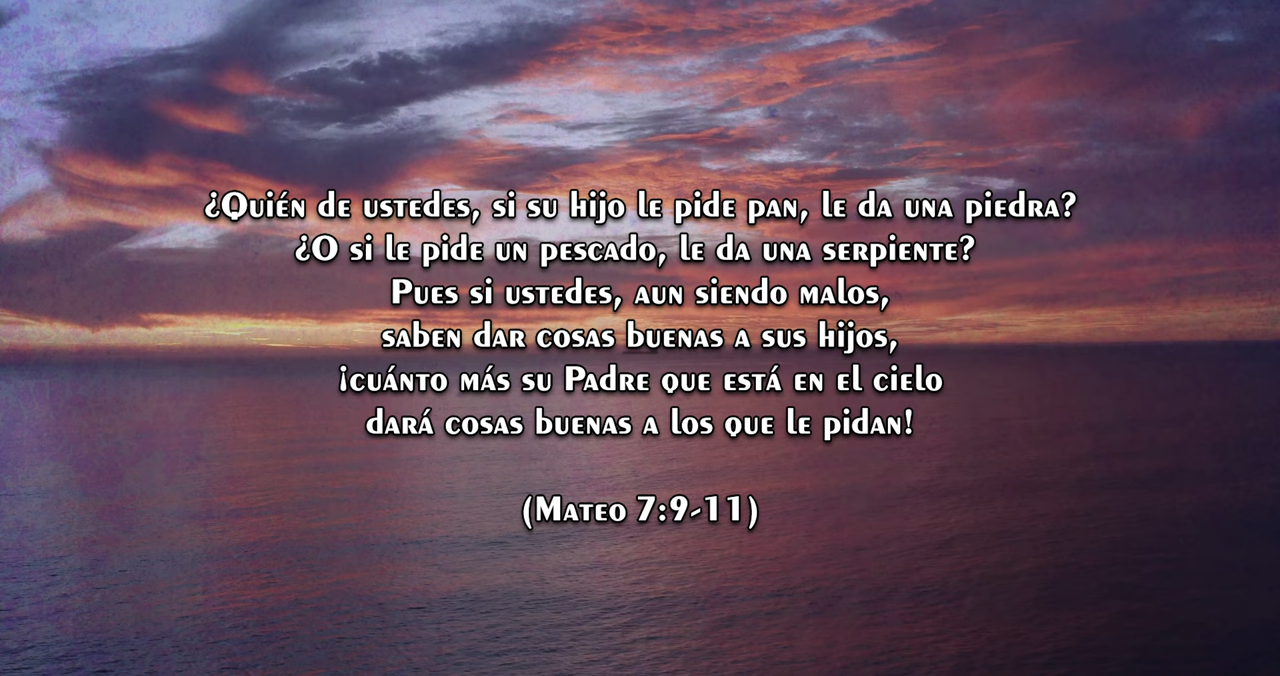 ¿Quién de ustedes, si su hijo le pide pan, le da una piedra?
¿O si le pide un pescado, le da una serpiente?
Pues si ustedes, aun siendo malos,
saben dar cosas buenas a sus hijos,
¡cuánto más su Padre que está en el cielo
dará cosas buenas a los que le pidan!
(Mateo 7:9-11)